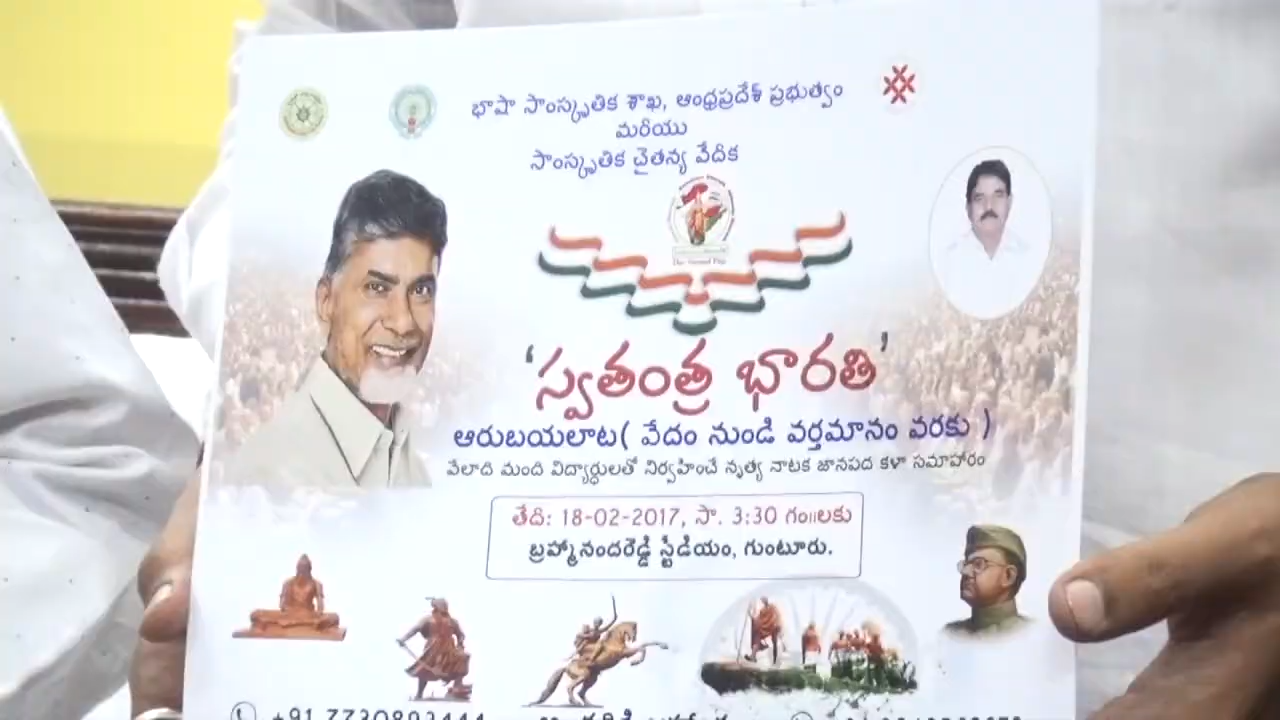 భాషా సాంస్కృతిక శాఖ, ఆంధ్రప్రదేశ్ ప్రభుత్వం
మరియు
సాంస్కృతిక చైతన్య వేదిక
'స్వతంత్ర భారతి'
ఆరుబయలాట( వేదం నుండి వర్తమానం వరకు )
వేలాది మంది విద్యార్థులతో నిర్వహించే నృత్య నాటక జానపద కళా సమాహారం
తేది: 18-02-2017, సా. 3:30 గంǁలకు
బ్రహ్మానందరెడ్డి స్టేడియం, గుంటూరు.